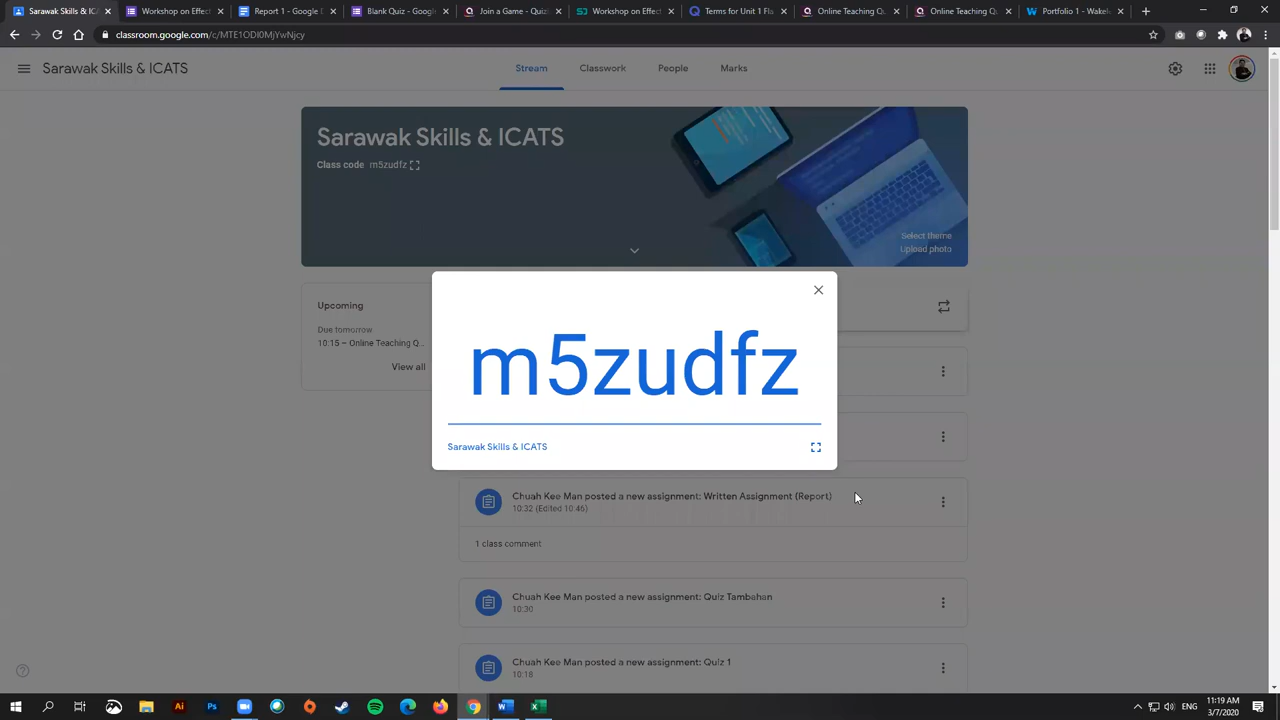 Sarawak Skills & IC
Workshop on Effect
Report 1 - Google
Blank Quiz - Google
Join a Game - Quiz
Workshop on Effect
Terms for Unit 1 Fla
Online Teaching Qu
Online Teaching Qu
Portfolio 1 - Wakel
classroom.google.com/c/MTE1ODI0MjYwNjcy
Sarawak Skills & ICATS
Stream
Classwork
People
Marks
Sarawak Skills & ICATS
Class code m5zudfz
Select theme
Upload photo
Upcoming
Due tomorrow
10:15 – Online Teaching Q...
View all
m5zudfz
Sarawak Skills & ICATS
Chuah Kee Man posted a new assignment: Written Assignment (Report)
10:32 (Edited 10:46)
1 class comment
Chuah Kee Man posted a new assignment: Quiz Tambahan
10:30
Chuah Kee Man posted a new assignment: Quiz 1
10:18
ENG
11:19 AM
3/7/2020